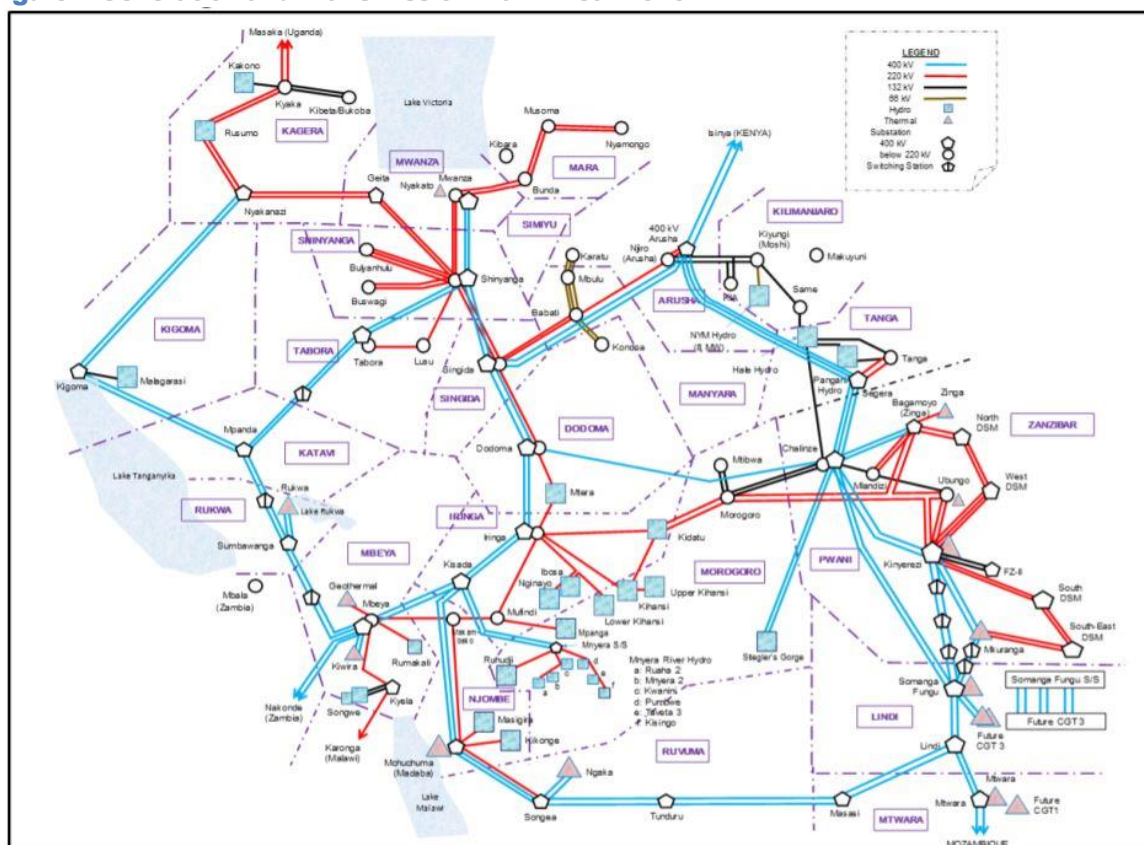 Masaka (Uganda)
Kakono
Kyaka
Kibeta/Bukoba
Rusumo
KAGERA
Lake Victoria
Musoma
Nyamongo
Kibara
MWANZA
MARA
Mwanza
Nyakato
Bunda
Geita
Nyakanazi
SIMIYU
SHINYANGA
Bulyanhulu
Buswagi
Shinyanga
Isinya (KENYA)
LEGEND
400 kV
220 kV
132 kV
66 kV
Hydro
Thermal
Substation
400 kV
below 220 kV
Switching Station
KILIMANJARO
400 kV
Arusha
Njiro
(Arusha)
Kiyungi
(Moshi)
Makuyuni
Karatu
Mbulu
Babati
ARUSHA
KIA
Same
NYM Hydro
(8 MW)
TANGA
Hale Hydro
Tanga
Pangani
Hydro
Segera
KIGOMA
TABORA
Tabora
Lusu
Singida
Kondoa
Kigoma
Malagarasi
SINGIDA
MANYARA
DODOMA
Mpanda
KATAVI
Dodoma
Bagamoyo
(Zinga)
Zinga
North
DSM
ZANZIBAR
Chalinze
Mtibwa
Mlandizi
Ubungo
West
DSM
Lake Tanganyika
Rukwa
Lake Rukwa
RUKWA
Mtera
IRINGA
Iringa
Morogoro
Sumbawanga
MBEYA
Kisada
Kidatu
PWANI
Kinyerezi
FZ-II
Ibosa
Nginayo
MOROGORO
Upper Kihansi
Kihansi
Lower Kihansi
South
DSM
South-East
DSM
Mbala
(Zambia)
Geothermal
Mbeya
Mufindi
Mpanga
Mnyera S/S
Kiwira
Rumakali
Ruhudji
a
b
c
d
e
f
Mnyera River Hydro
a: Ruaha 2
b: Mnyera 2
c: Kwanini
d: Pumbwe
e: Taveta 3
f: Kisingo
Stiegler's Gorge
Mkuranga
Somanga
Fungu
Somanga Fungu S/S
Future CGT 3
Nakonde
(Zambia)
Songwe
Kyela
NJOMBE
Masigira
Kikonge
Karonga
(Malawi)
Mchuchuma
(Madaba)
Lake
Malawi
RUVUMA
LINDI
Future
CGT 3
Lindi
Ngaka
Songea
Tunduru
Masasi
MTWARA
Mtwara
Mtwara
Future
CGT1
MOZAMBIQUE